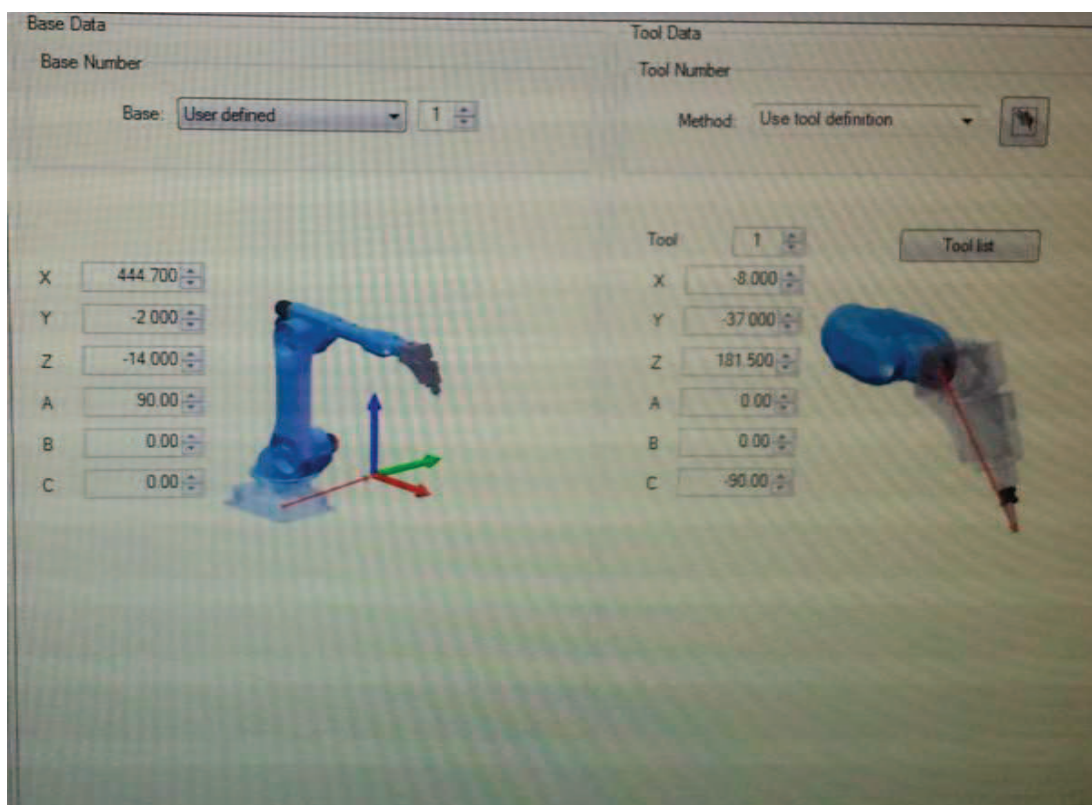 Base Data
Base Number
Base: User defined 1
X 444.700
Y -2.000
Z -14.000
A 90.00
B 0.00
C 0.00
Tool Data
Tool Number
Method: Use tool definition
Tool 1 Tool list
X -8.000
Y -37.000
Z 181.500
A 0.00
B 0.00
C -90.00